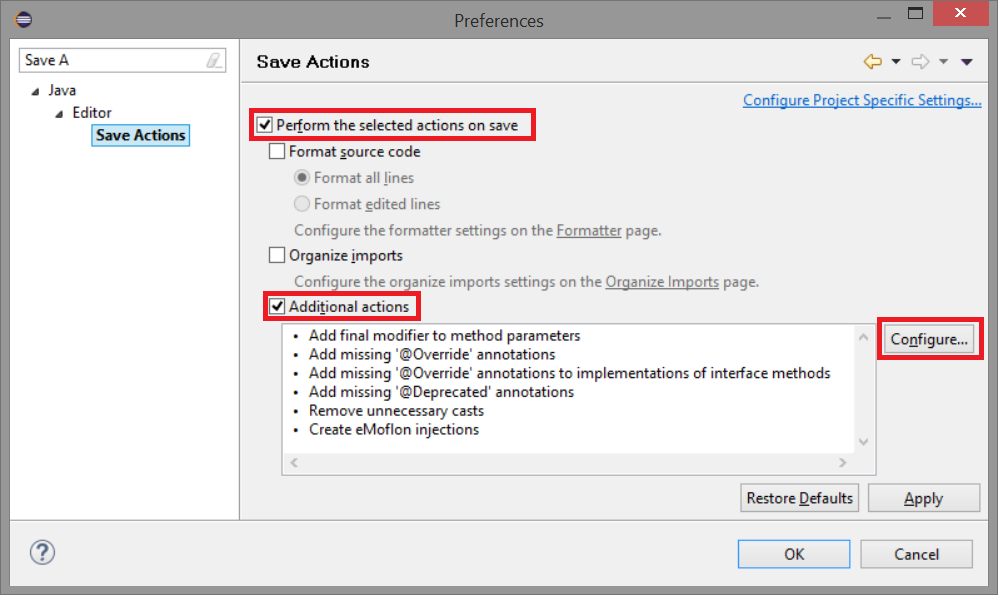 Preferences
Save A
Java
Editor
Save Actions
Save Actions
Configure Project Specific Settings...
Perform the selected actions on save
Format source code
Format all lines
Format edited lines
Configure the formatter settings on the Formatter page.
Organize imports
Configure the organize imports settings on the Organize Imports page.
Additional actions
• Add final modifier to method parameters
• Add missing '@Override' annotations
• Add missing '@Override' annotations to implementations of interface methods
• Add missing '@Deprecated' annotations
• Remove unnecessary casts
• Create eMoflon injections
Configure...
Restore Defaults
Apply
?
OK
Cancel